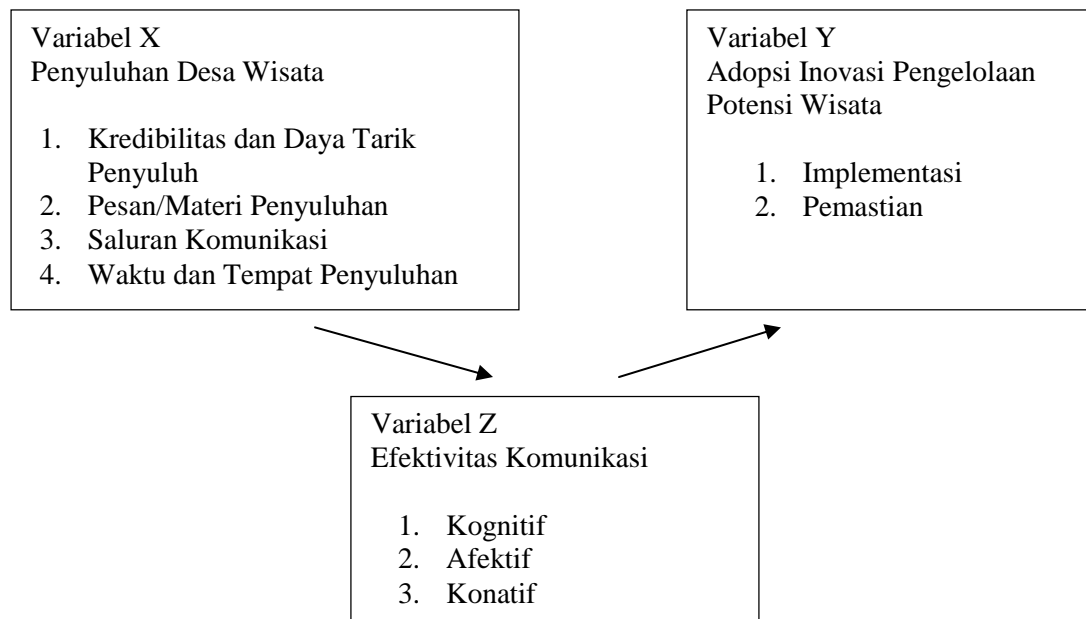 Variabel X
Penyuluhan Desa Wisata
1. Kredibilitas dan Daya Tarik
Penyuluh
2. Pesan/Materi Penyuluhan
3. Saluran Komunikasi
4. Waktu dan Tempat Penyuluhan
Variabel Y
Adopsi Inovasi Pengelolaan
Potensi Wisata
1. Implementasi
2. Pemastian
Variabel Z
Efektivitas Komunikasi
1. Kognitif
2. Afektif
3. Konatif